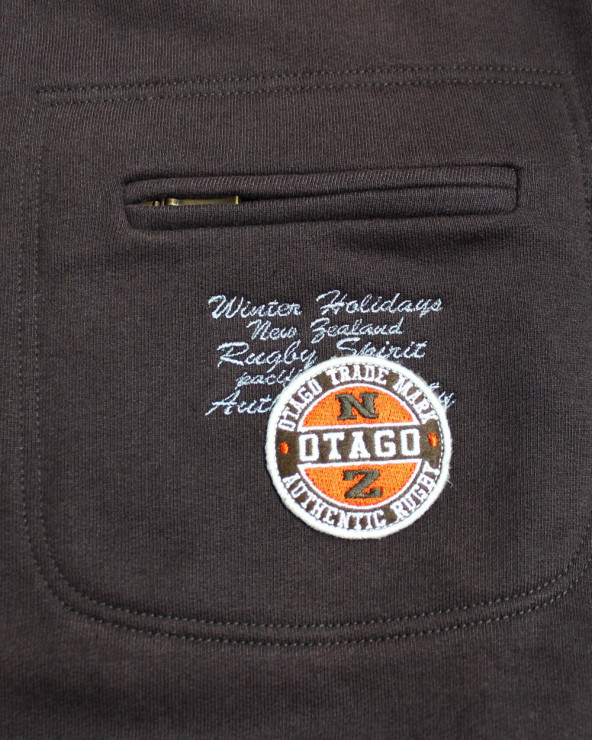 Winter Holidays
New Zealand
Rugby Spirit
OTAGO TRADE MARK
N
OTAGO
Z
AUTHENTIC RUGBY